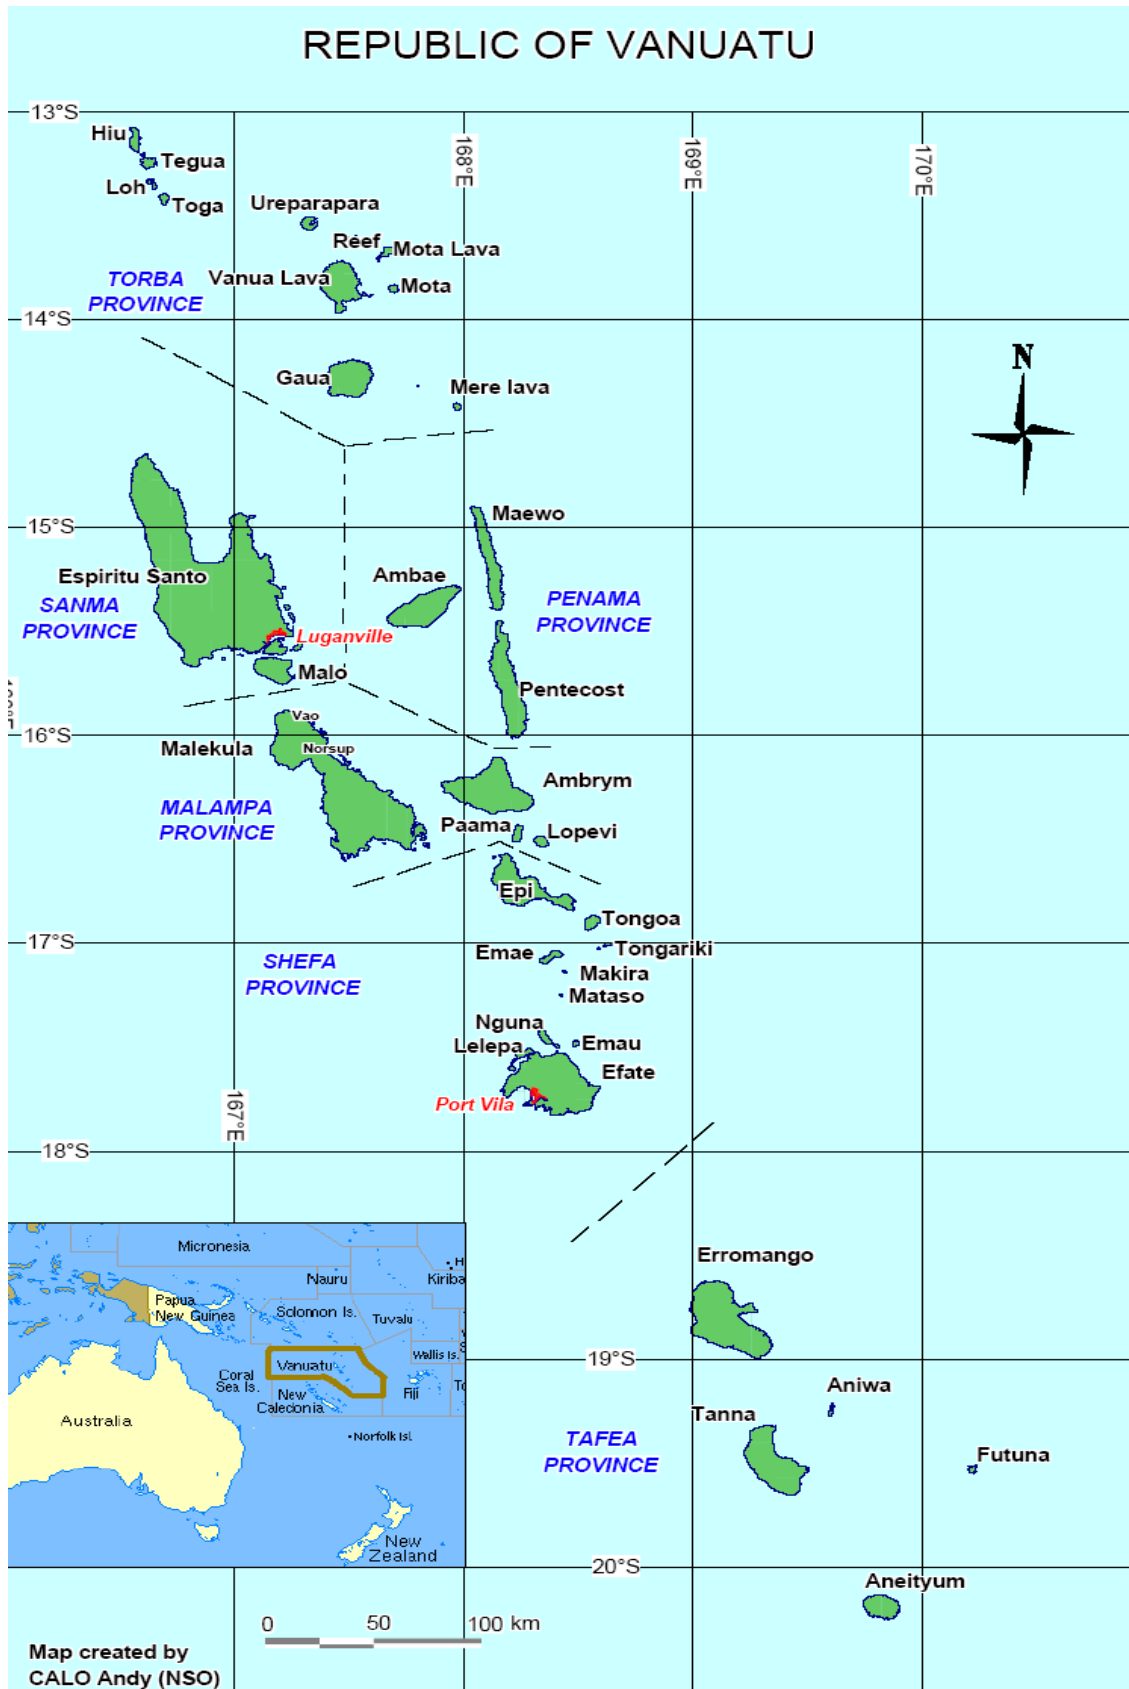 REPUBLIC OF VANUATU
13°S
168°E
169°E
170°E
Hiu
Tegua
Loh
Toga
Ureparapara
Réef
Mota Lava
Vanua Lava
Mota
TORBA
PROVINCE
14°S
N
Gaua
Mere lava
15°S
Maewo
Espiritu Santo
Ambae
SANMA
PROVINCE
PENAMA
PROVINCE
Luganville
Malo
Pentecost
Vao
16°S
Malekula
Norsup
Ambrym
MALAMPA
PROVINCE
Paama
Lopevi
Epi
Tongoa
17°S
Emae
Tongariki
SHEFA
PROVINCE
Makira
Mataso
Nguna
Lelepa
Emau
Efate
Port Vila
167°E
18°S
Micronesia
Nauru
Kiriba
Papua
New Guinea
Solomon Is.
Tuvalu
Wallis Is.
Vanuatu
Coral
Sea Is.
New
Caledonia
Fiji
To
Australia
Norfolk Isl.
New
Zealand
Erromango
19°S
Aniwa
Tanna
TAFEA
PROVINCE
Futuna
20°S
Aneityum
0 50 100 km
Map created by
CALO Andy (NSO)